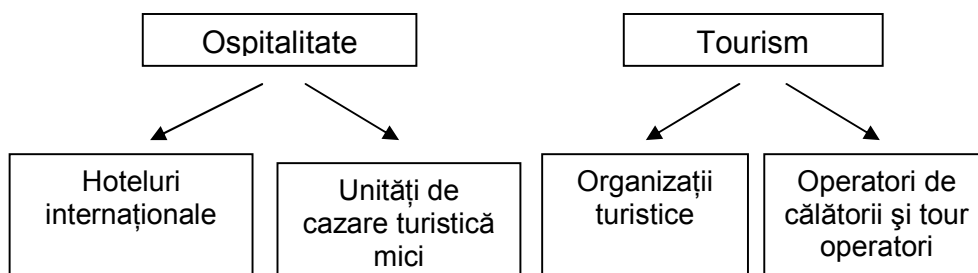 Ospitalitate
Tourism
Hoteluri
internaționale
Unități de
cazare turistică
mici
Organizații
turistice
Operatori de
călătorii şi tour
operatori